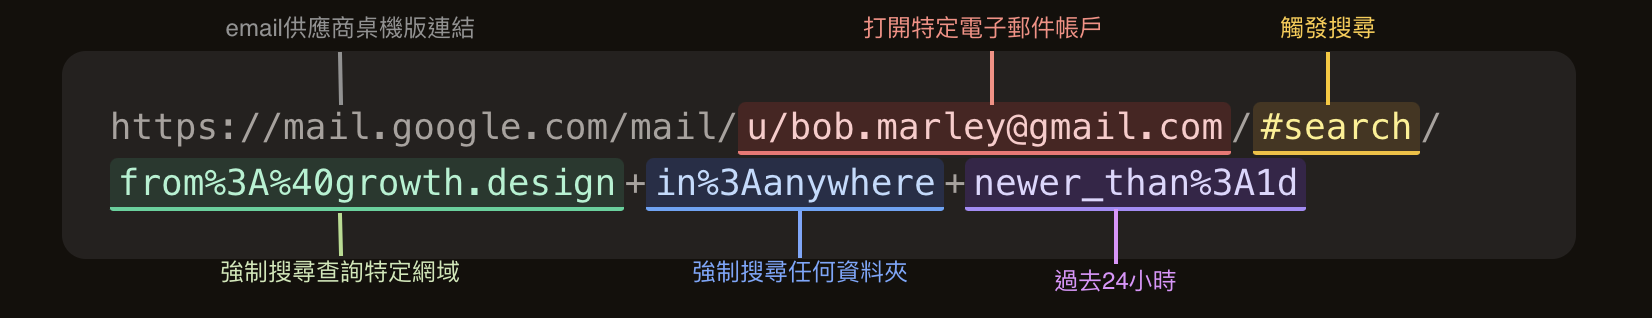 email供應商桌機版連結
打開特定電子郵件帳戶
觸發搜尋
https://mail.google.com/mail/u/bob.marley@gmail.com/#search/
from%3A%40growth.design+in%3Aanywhere+newer_than%3A1d
強制搜尋查詢特定網域
強制搜尋任何資料夾
過去24小時